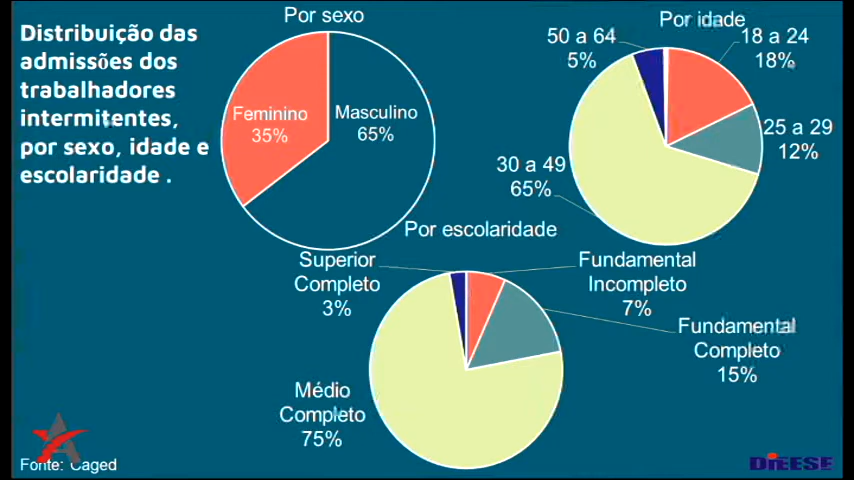 Distribuição das
admissões dos
trabalhadores
intermitentes,
por sexo, idade e
escolaridade .
Por sexo
Feminino
35%
Masculino
65%
Por idade
50 a 64
5%
18 a 24
18%
25 a 29
12%
30 a 49
65%
Por escolaridade
Superior
Completo
3%
Fundamental
Incompleto
7%
Fundamental
Completo
15%
Médio
Completo
75%
Fonte: Caged
DIEESE